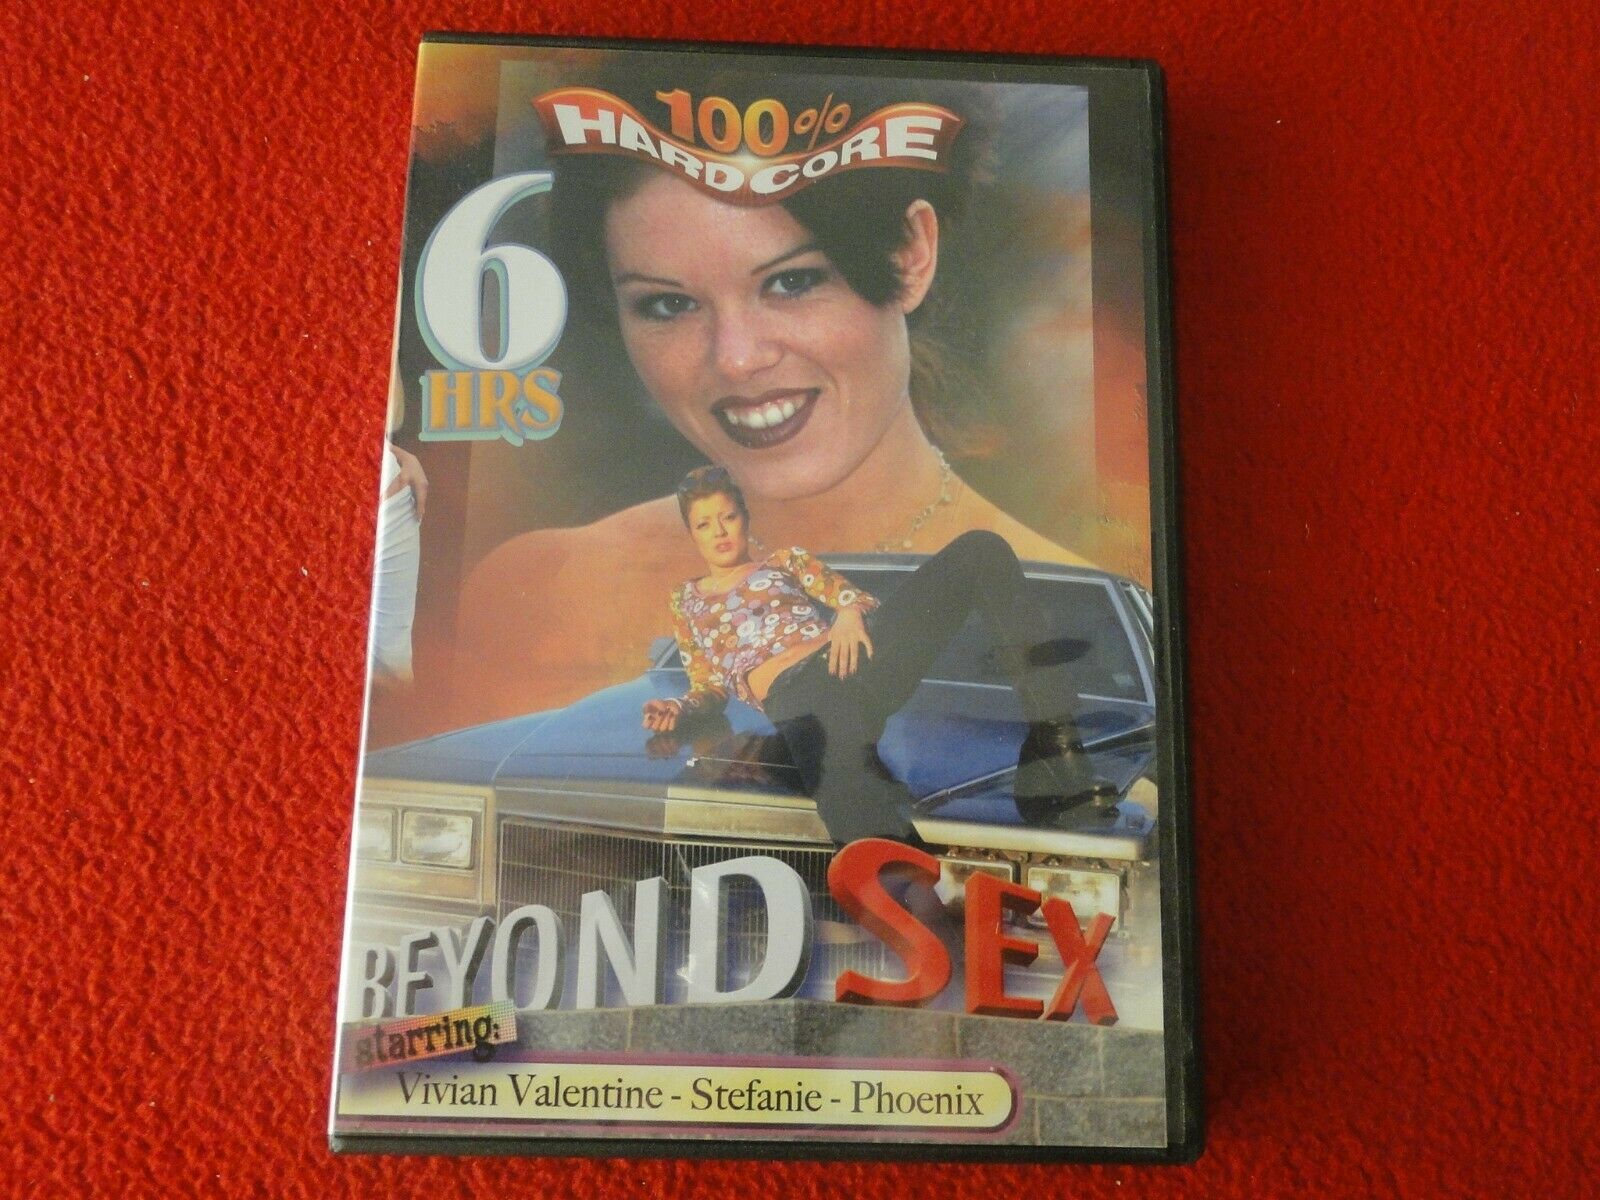 100%
HARDCORE
6
HRS
BEYOND SEX
starring:
Vivian Valentine - Stefanie - Phoenix